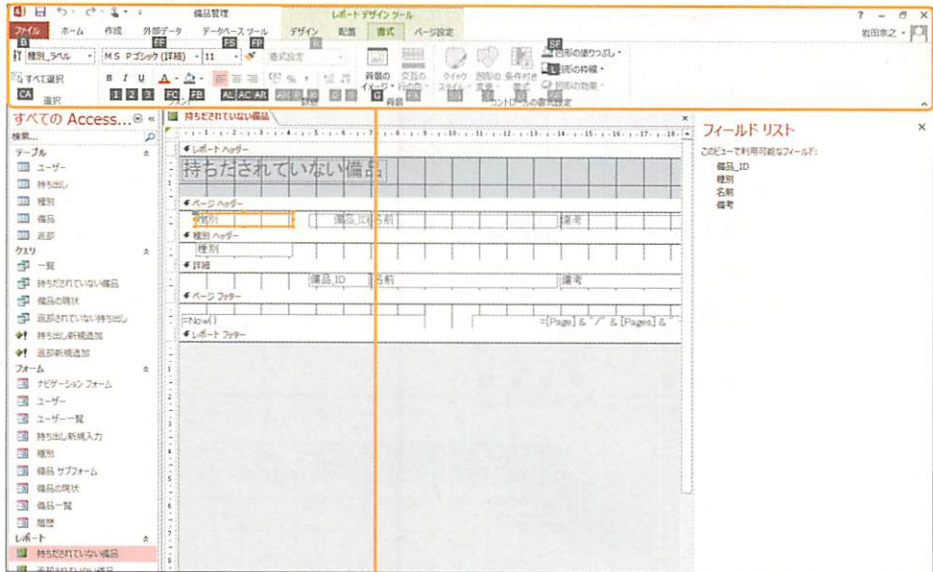 備品管理
レポート デザイン ツール
ファイル ホーム 作成 外部データ データベース ツール デザイン 配置 書式 ページ設定
岩田京之
種別_ラベル
MS Pゴシック (詳細) 11
書式設定
すべて選択
B I U A
背景のイメージ
交互の行の色
クイックスタイル
図形の変更
条件付き書式
図形の塗りつぶし
図形の枠線
図形の効果
CA 1 2 3 FC FB AL AC AR G
選択 フォント 背景 コントロールの書式設定
すべての Access...
検索...
テーブル
ユーザー
持ち出し
種別
備品
返却
クエリ
一覧
持ちだされていない備品
備品の現状
返却されていない持ち出し
持ち出し新規追加
返却新規追加
フォーム
ナビゲーション フォーム
ユーザー
ユーザー一覧
持ち出し新規入力
種別
備品 サブフォーム
備品の現状
備品一覧
履歴
レポート
持ちだされていない備品
持ちだされていない備品
レポート ヘッダー
持ちだされていない備品
ページ ヘッダー
種別 備品_ID 名前 備考
種別 ヘッダー
種別
詳細
備品_ID 名前 備考
ページ フッター
=Now() =[Page] & "/" & [Pages] & "
レポート フッター
フィールド リスト
このビューで利用可能なフィールド:
備品_ID
種別
名前
備考